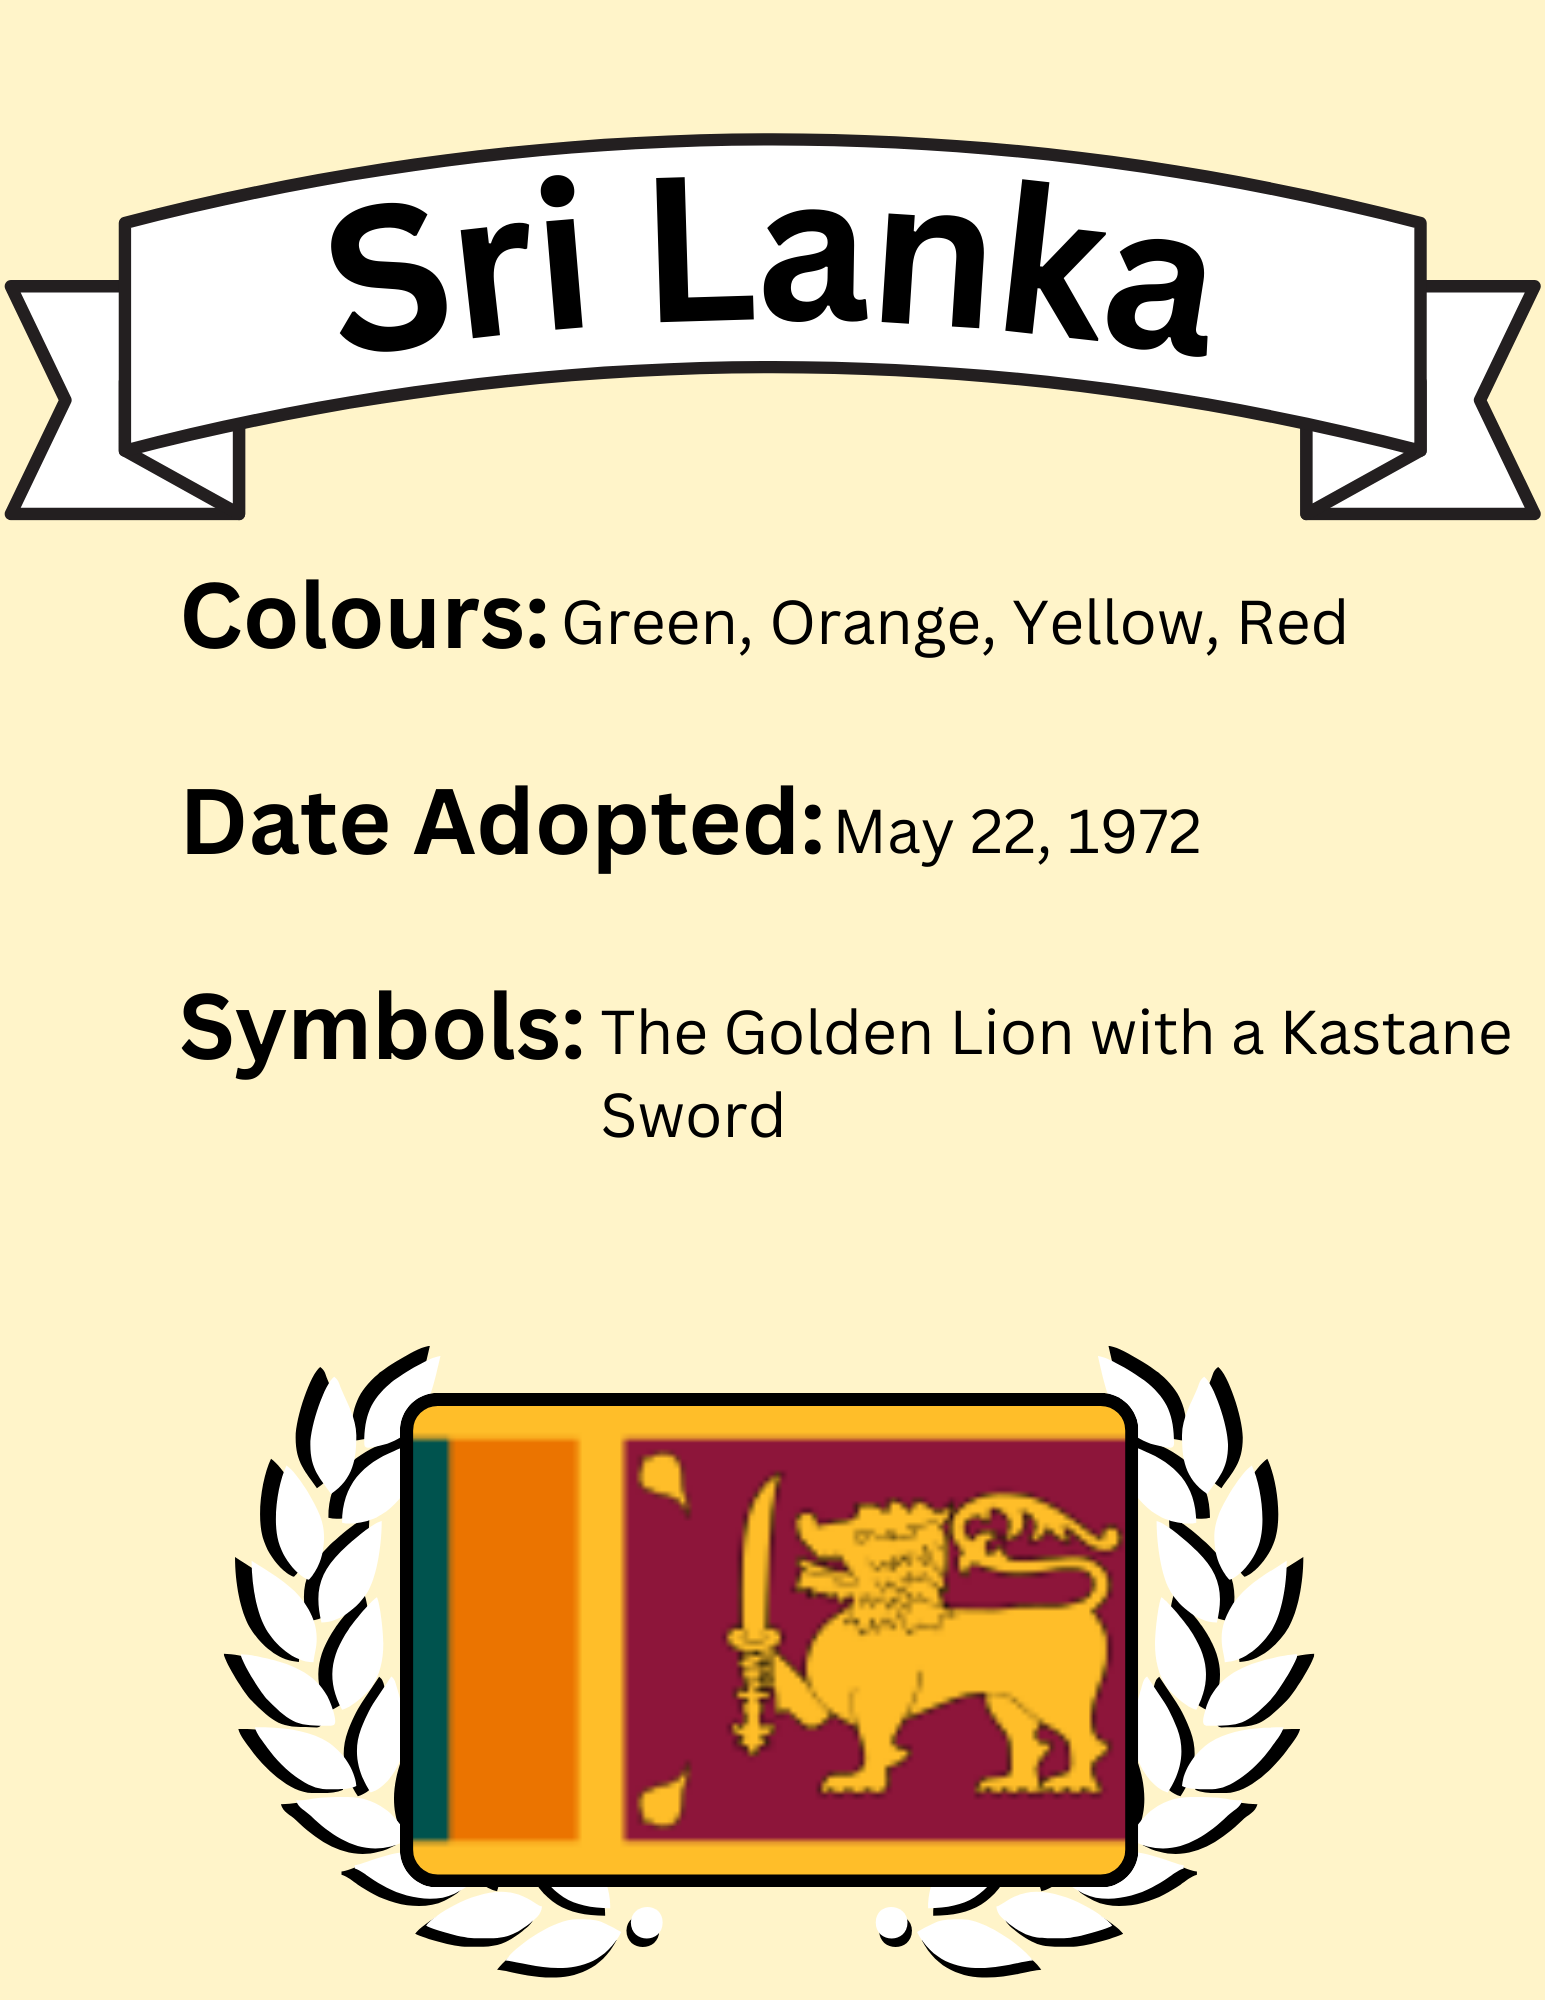 Sri Lanka
Colours: Green, Orange, Yellow, Red
Date Adopted: May 22, 1972
Symbols: The Golden Lion with a Kastane
Sword